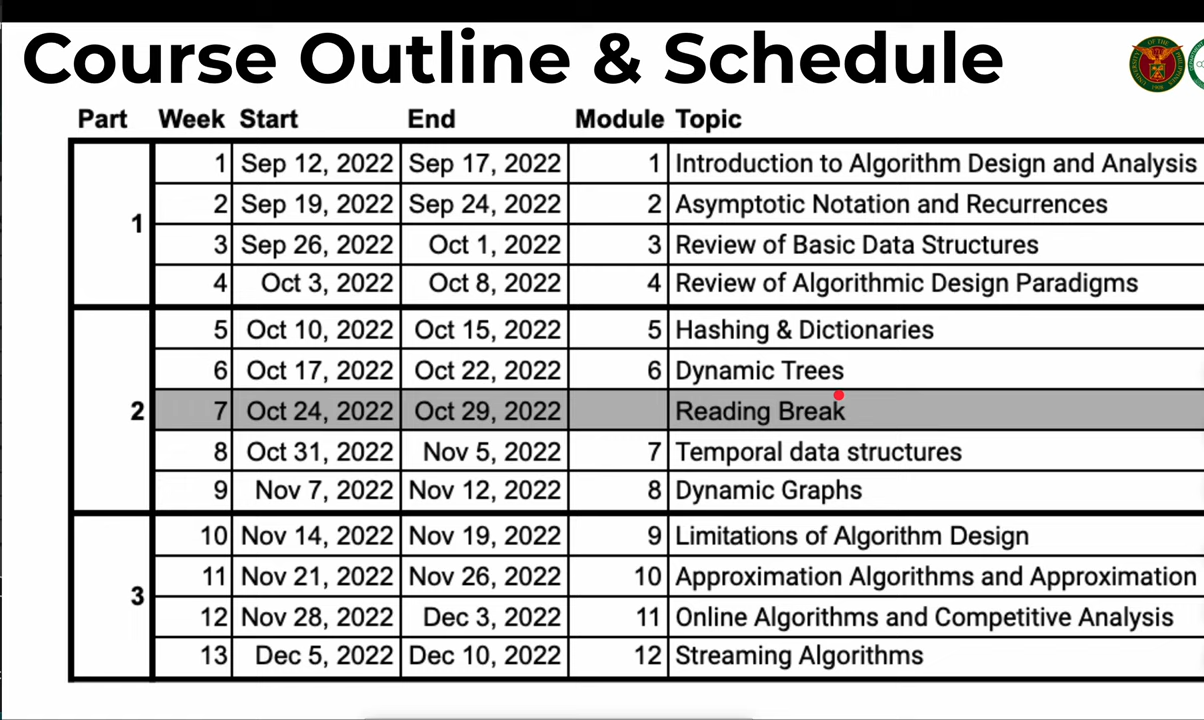 Course Outline & Schedule
Part Week Start End Module Topic
1
1 Sep 12, 2022 Sep 17, 2022 1 Introduction to Algorithm Design and Analysis
2 Sep 19, 2022 Sep 24, 2022 2 Asymptotic Notation and Recurrences
3 Sep 26, 2022 Oct 1, 2022 3 Review of Basic Data Structures
4 Oct 3, 2022 Oct 8, 2022 4 Review of Algorithmic Design Paradigms
2
5 Oct 10, 2022 Oct 15, 2022 5 Hashing & Dictionaries
6 Oct 17, 2022 Oct 22, 2022 6 Dynamic Trees
7 Oct 24, 2022 Oct 29, 2022 Reading Break
8 Oct 31, 2022 Nov 5, 2022 7 Temporal data structures
9 Nov 7, 2022 Nov 12, 2022 8 Dynamic Graphs
3
10 Nov 14, 2022 Nov 19, 2022 9 Limitations of Algorithm Design
11 Nov 21, 2022 Nov 26, 2022 10 Approximation Algorithms and Approximation
12 Nov 28, 2022 Dec 3, 2022 11 Online Algorithms and Competitive Analysis
13 Dec 5, 2022 Dec 10, 2022 12 Streaming Algorithms